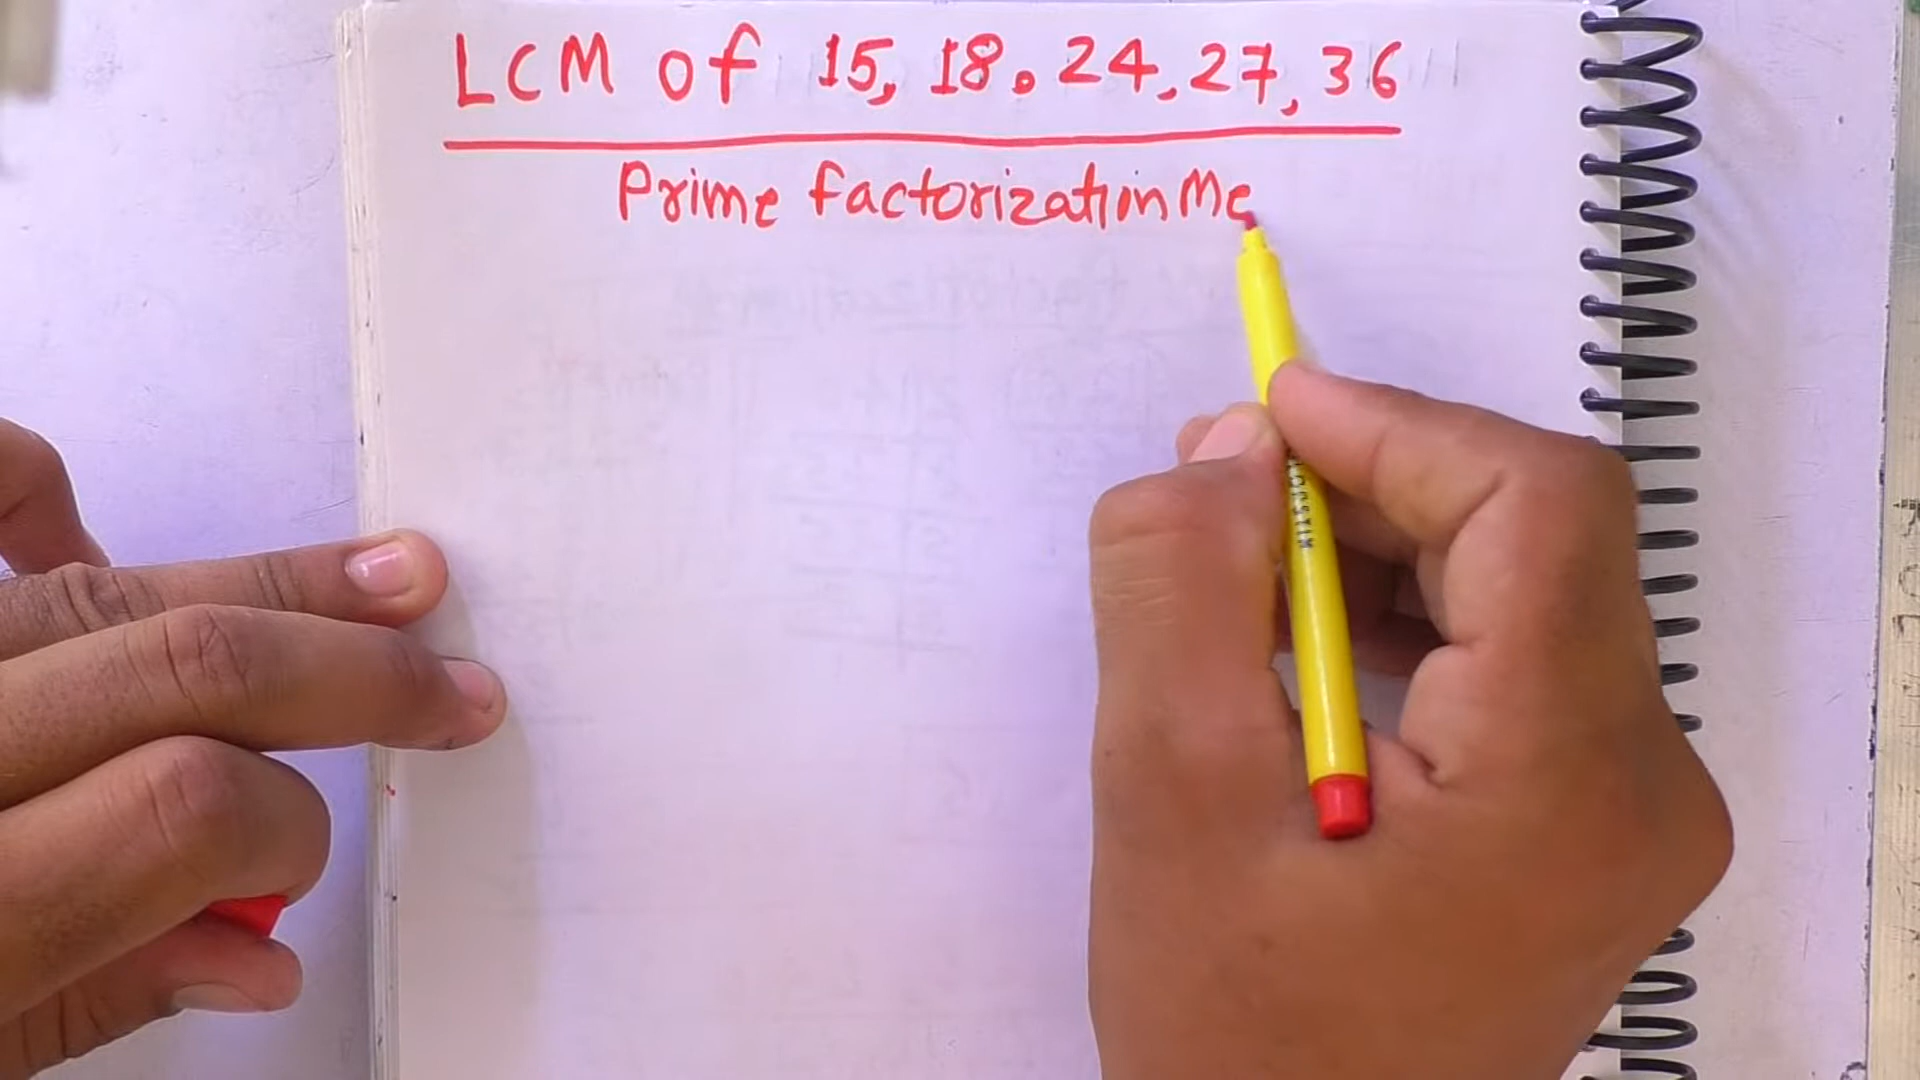 LCM of 15, 18. 24, 27, 36
Prime factorization Me